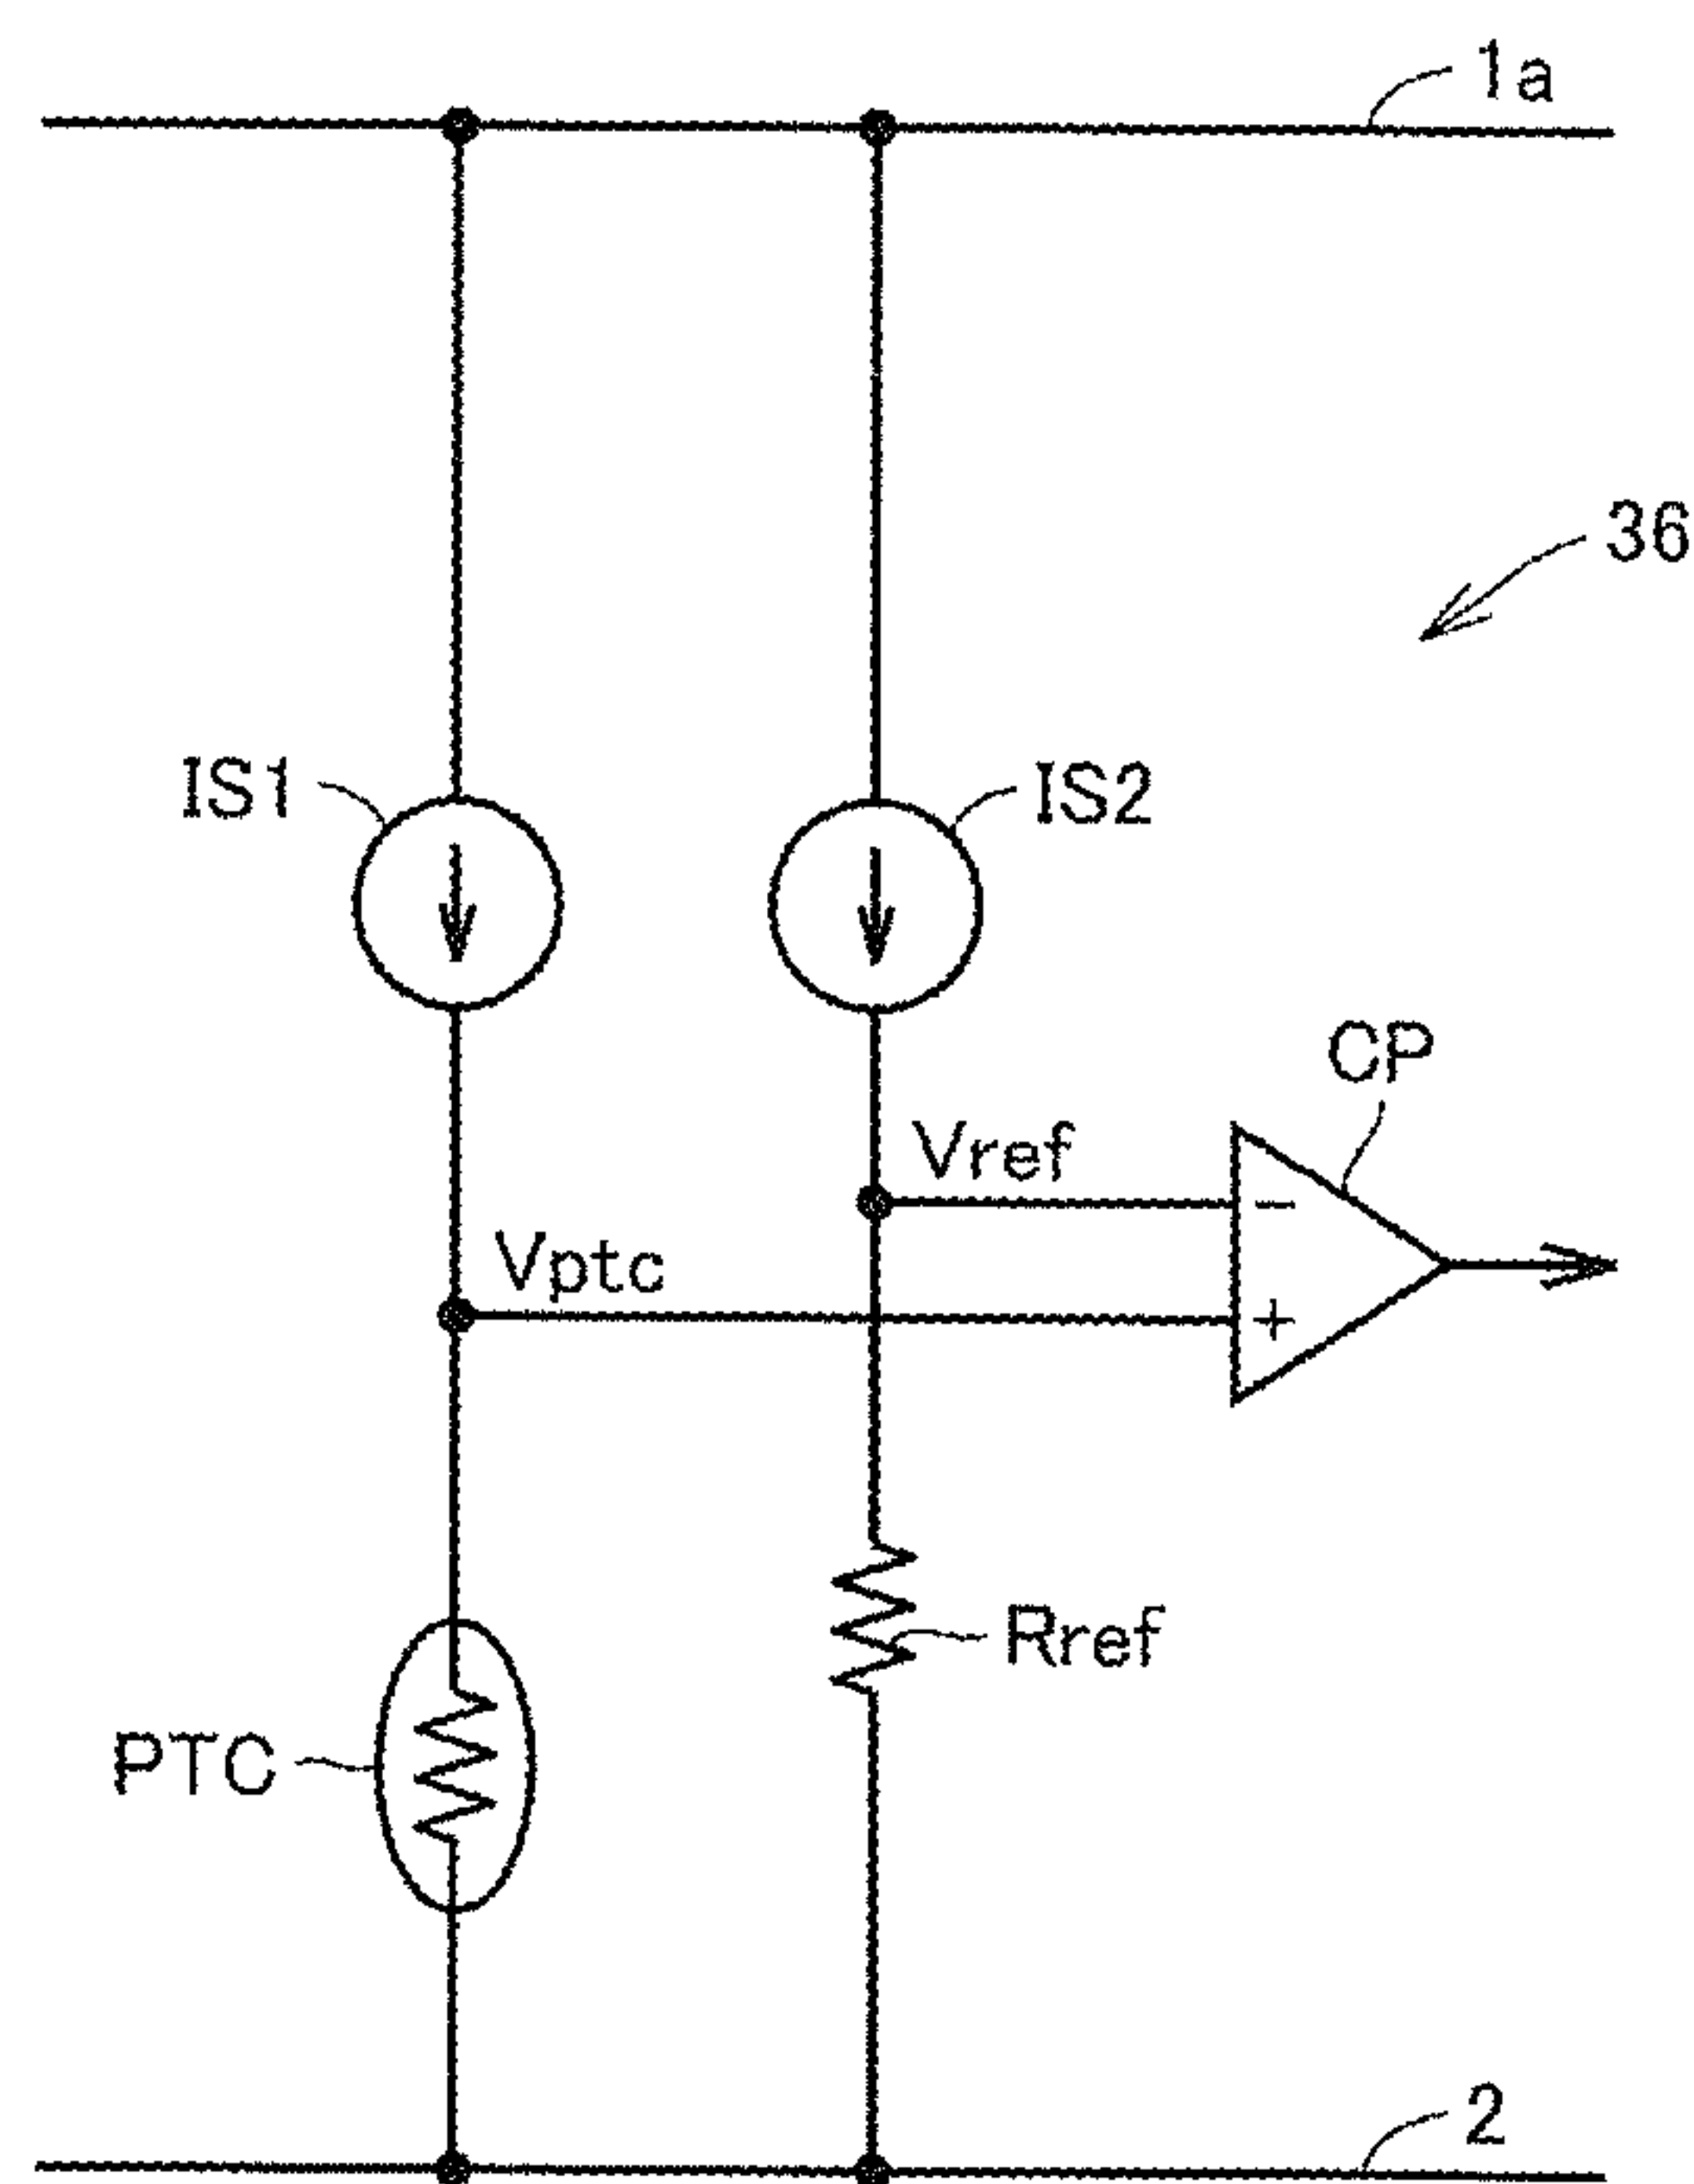 1a
36
IS1
IS2
CP
Vref
-
Vptc
+
Rref
PTC
2